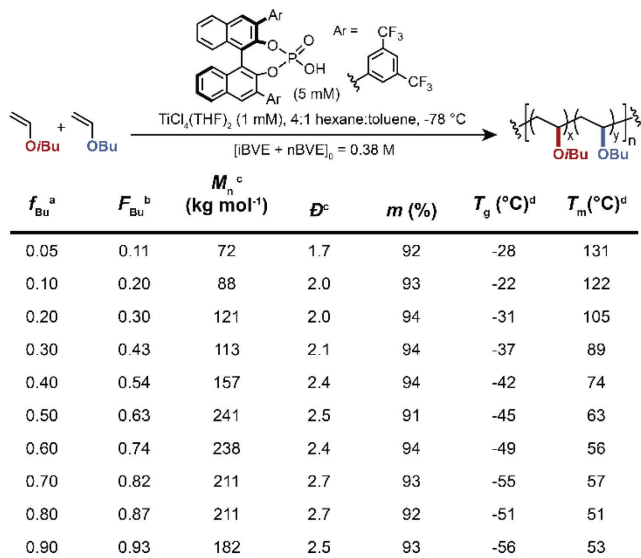 Ar
O
P
O
O
OH
Ar
(5 mM)
Ar =
CF3
CF3
TiCl4(THF)2 (1 mM), 4:1 hexane:toluene, -78 °C
[iBVE + nBVE]0 = 0.38 M
OiBu + OBu
( )x ( )y n
OiBu OBu
fBu a FBu b Mn c (kg mol-1) Đc m (%) Tg (°C)d Tm(°C)d
0.05 0.11 72 1.7 92 -28 131
0.10 0.20 88 2.0 93 -22 122
0.20 0.30 121 2.0 94 -31 105
0.30 0.43 113 2.1 94 -37 89
0.40 0.54 157 2.4 94 -42 74
0.50 0.63 241 2.5 91 -45 63
0.60 0.74 238 2.4 94 -49 56
0.70 0.82 211 2.7 93 -55 57
0.80 0.87 211 2.7 92 -51 51
0.90 0.93 182 2.5 93 -56 53